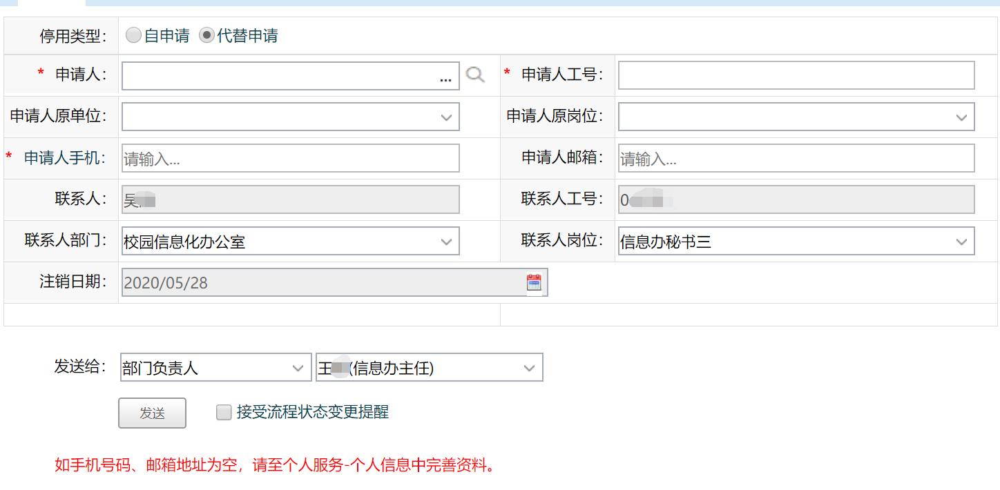 停用类型： 自申请 代替申请
* 申请人： ... * 申请人工号：
申请人原单位： 申请人原岗位：
* 申请人手机： 请输入... 申请人邮箱： 请输入...
联系人： 吴 联系人工号： 0
联系人部门： 校园信息化办公室 联系人岗位： 信息办秘书三
注销日期： 2020/05/28
发送给： 部门负责人 王 (信息办主任)
发送 接受流程状态变更提醒
如手机号码、邮箱地址为空，请至个人服务-个人信息中完善资料。